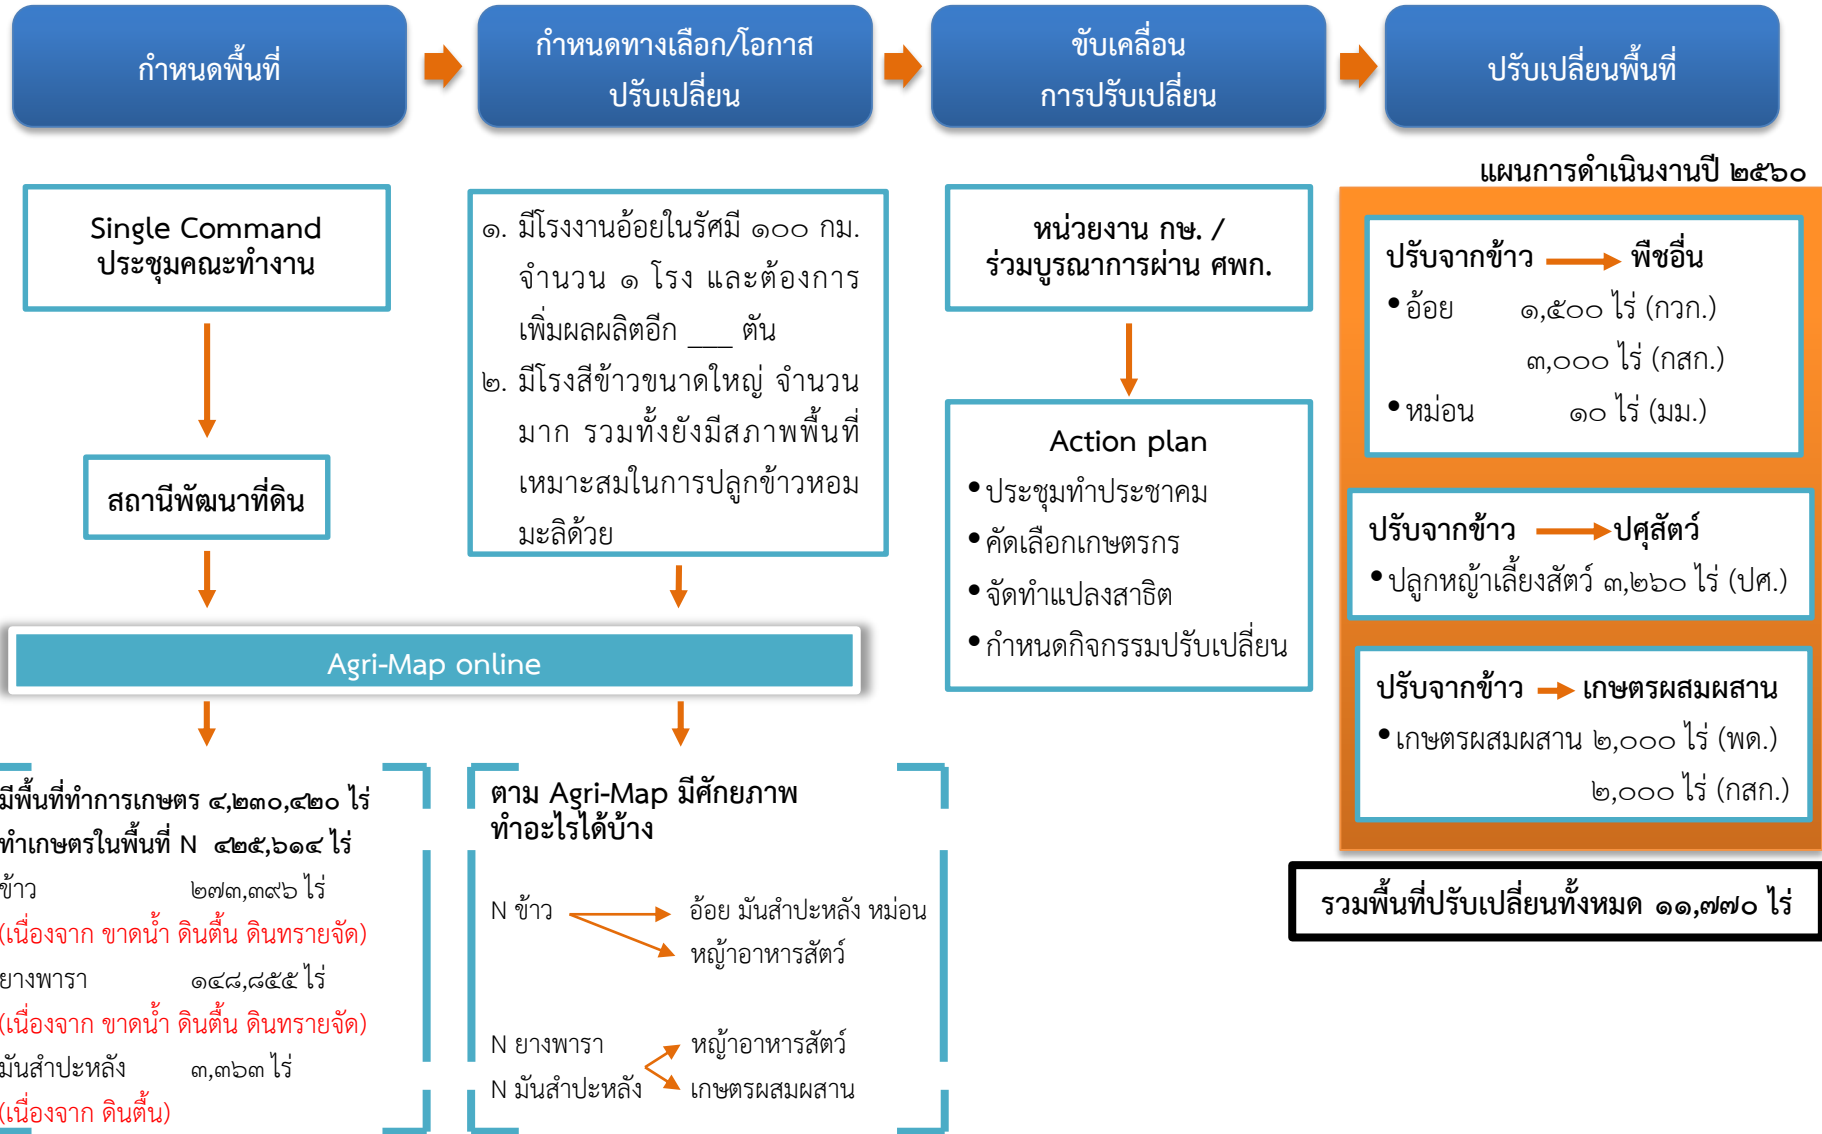 กำหนดพื้นที่
กำหนดทางเลือก/โอกาส
ปรับเปลี่ยน
ขับเคลื่อน
การปรับเปลี่ยน
ปรับเปลี่ยนพื้นที่
Single Command
ประชุมคณะทำงาน
สถานีพัฒนาที่ดิน
๑. มีโรงงานอ้อยในรัศมี ๑๐๐ กม.
จำนวน ๑ โรง และต้องการ
เพิ่มผลผลิตอีก ___ ตัน
๒. มีโรงสีข้าวขนาดใหญ่ จำนวน
มาก รวมทั้งยังมีสภาพพื้นที่
เหมาะสมในการปลูกข้าวหอม
มะลิด้วย
Agri-Map online
มีพื้นที่ทำการเกษตร ๔,๒๓๐,๔๒๐ ไร่
ทำเกษตรในพื้นที่ N ๔๒๕,๖๑๔ ไร่
ข้าว ๒๗๓,๓๙๖ ไร่
(เนื่องจาก ขาดน้ำ ดินตื้น ดินทรายจัด)
ยางพารา ๑๔๘,๘๕๕ ไร่
(เนื่องจาก ขาดน้ำ ดินตื้น ดินทรายจัด)
มันสำปะหลัง ๓,๓๖๓ ไร่
(เนื่องจาก ดินตื้น)
ตาม Agri-Map มีศักยภาพ
ทำอะไรได้บ้าง
N ข้าว อ้อย มันสำปะหลัง หม่อน
หญ้าอาหารสัตว์
N ยางพารา หญ้าอาหารสัตว์
N มันสำปะหลัง เกษตรผสมผสาน
หน่วยงาน กษ. /
ร่วมบูรณาการผ่าน ศพก.
Action plan
•ประชุมทำประชาคม
•คัดเลือกเกษตรกร
•จัดทำแปลงสาธิต
•กำหนดกิจกรรมปรับเปลี่ยน
แผนการดำเนินงานปี ๒๕๖๐
ปรับจากข้าว พืชอื่น
•อ้อย ๑,๕๐๐ ไร่ (กวก.)
๓,๐๐๐ ไร่ (กสก.)
•หม่อน ๑๐ ไร่ (มม.)
ปรับจากข้าว ปศุสัตว์
•ปลูกหญ้าเลี้ยงสัตว์ ๓,๒๖๐ ไร่ (ปศ.)
ปรับจากข้าว เกษตรผสมผสาน
•เกษตรผสมผสาน ๒,๐๐๐ ไร่ (พด.)
๒,๐๐๐ ไร่ (กสก.)
รวมพื้นที่ปรับเปลี่ยนทั้งหมด ๑๑,๗๗๐ ไร่